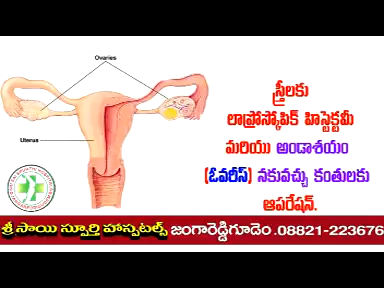 Ovaries
Uterus
స్త్రీలకు
లాప్రోస్కోపిక్ హిస్టెక్టమీ
మరియు అండాశయం
(ఓవరీస్) నకువచ్చు కంతులకు
ఆపరేషన్.
శ్రీ సాయి స్పూర్తి హాస్పటల్స్ జంగారెడ్డిగూడెం .08821-223676